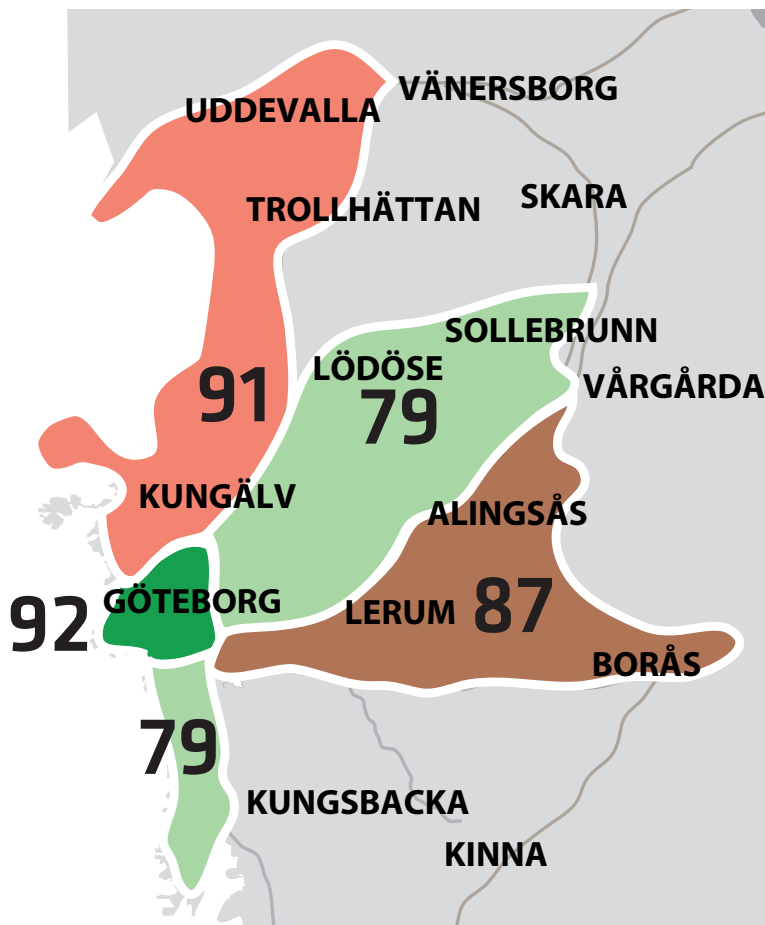 VÄNERSBORG
UDDEVALLA
SKARA
TROLLHÄTTAN
SOLLEBRUNN
LÖDÖSE
VÅRGÅRDA
91
79
KUNGÄLV
ALINGSÅS
GÖTEBORG
LERUM
87
92
BORÅS
79
KUNGSBACKA
KINNA